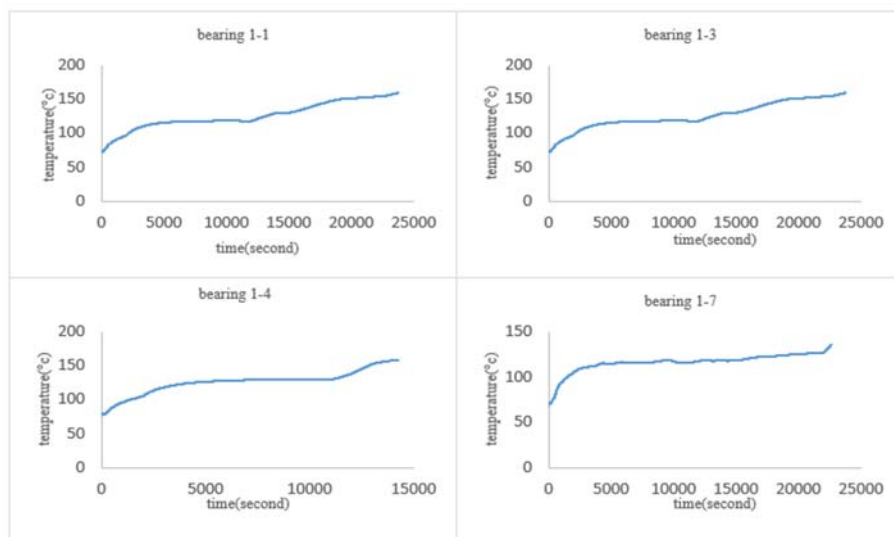 bearing 1-1
200
150
100
50
0
temperature(°c)
0 5000 10000 15000 20000 25000
time(second)
bearing 1-3
200
150
100
50
0
temperature(°c)
0 5000 10000 15000 20000 25000
time(second)
bearing 1-4
200
150
100
50
0
temperature(°c)
0 5000 10000 15000
time(second)
bearing 1-7
150
100
50
0
temperature(°c)
0 5000 10000 15000 20000 25000
time(second)